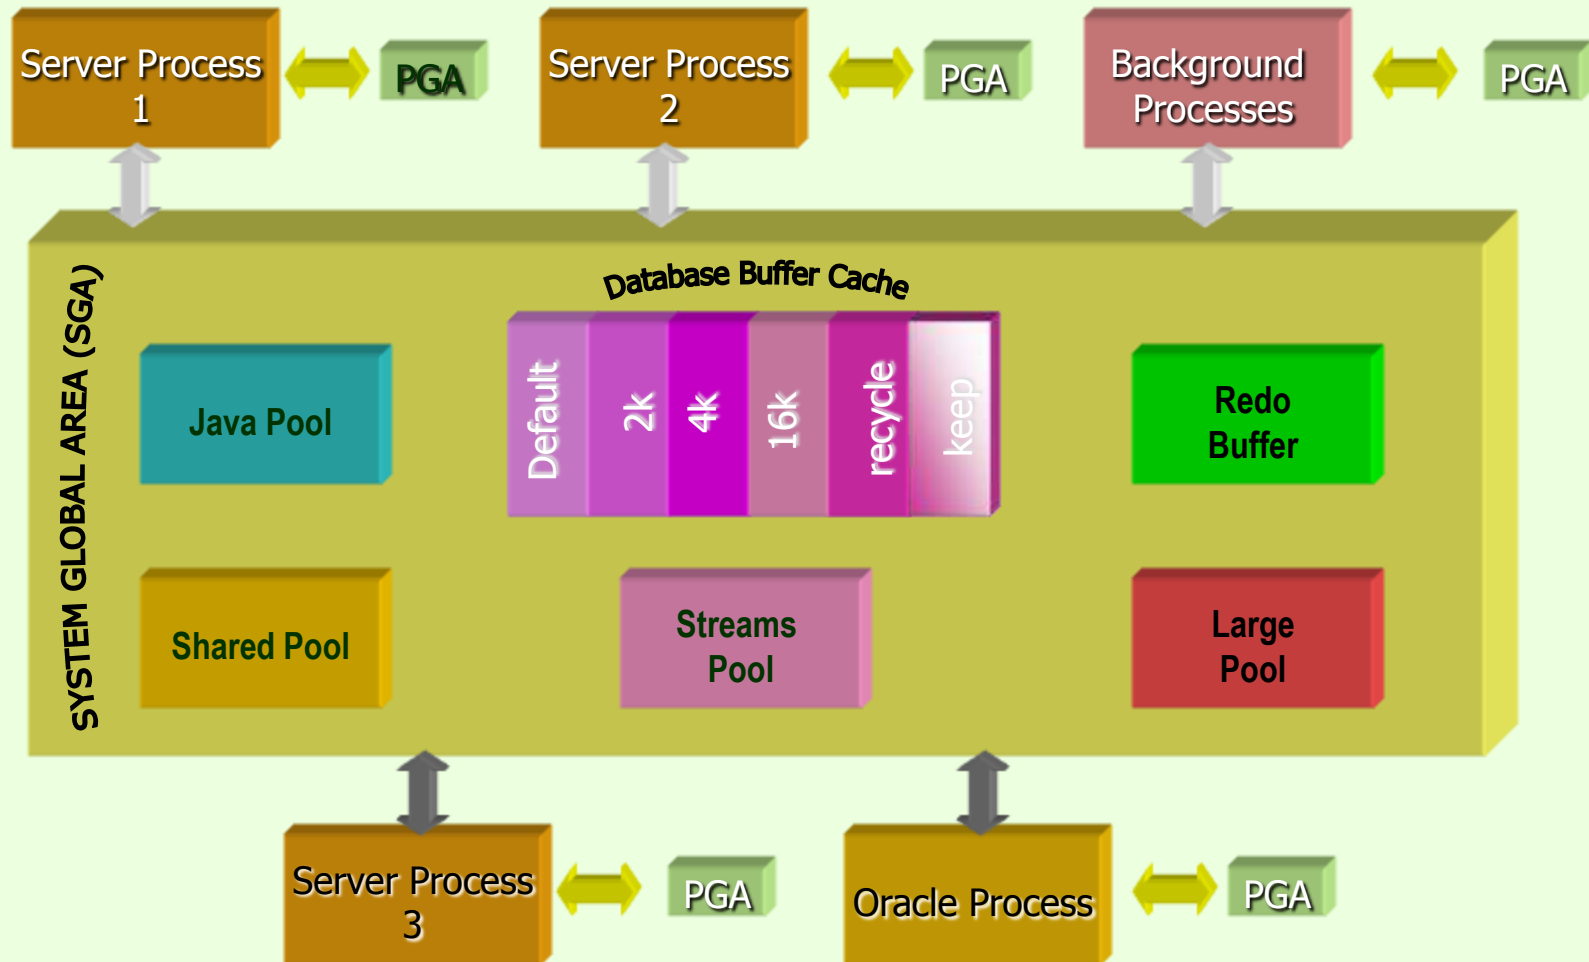 Server Process
1
PGA
Server Process
2
PGA
Background
Processes
PGA
SYSTEM GLOBAL AREA (SGA)
Database Buffer Cache
Java Pool
Default
2k
4k
16k
recycle
keep
Redo
Buffer
Shared Pool
Streams
Pool
Large
Pool
Server Process
3
PGA
Oracle Process
PGA